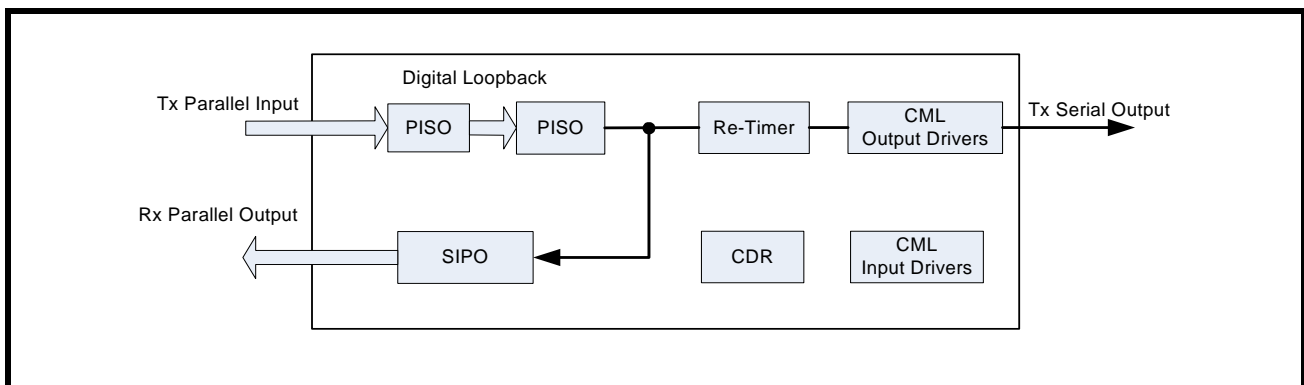 Digital Loopback
Tx Parallel Input
PISO
PISO
Re-Timer
CML
Output Drivers
Tx Serial Output
Rx Parallel Output
SIPO
CDR
CML
Input Drivers